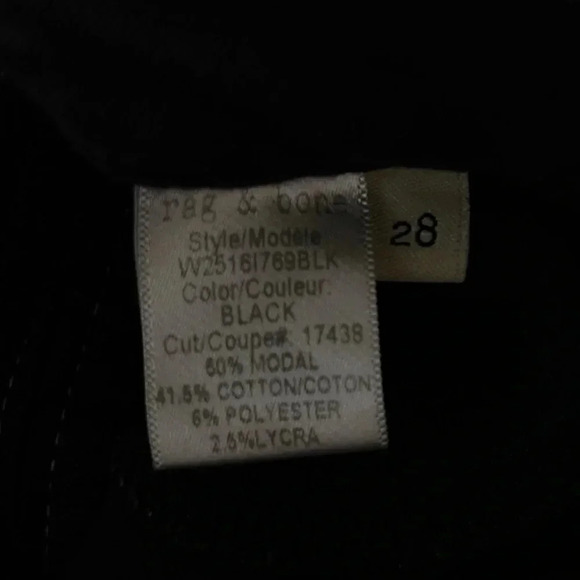 rag & bone
Style/Modèle
W2516I769BLK
Color/Couleur:
BLACK
Cut/Coupe#: 17438
50% MODAL
41.5% COTTON/COTON
6% POLYESTER
2.5%LYCRA
28